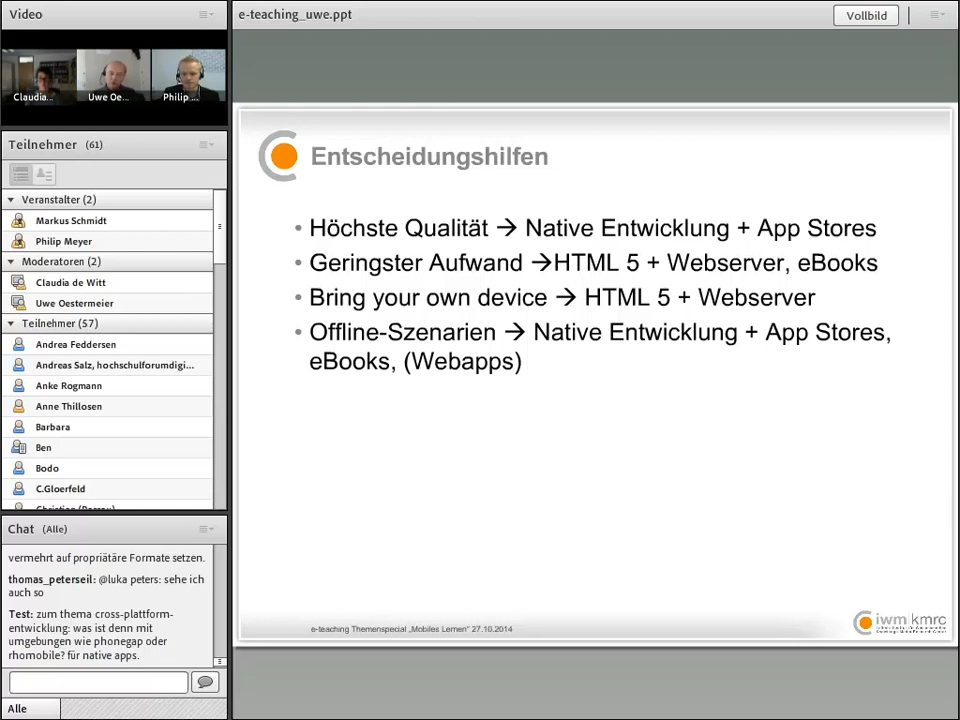 Video
e-teaching_uwe.ppt
Vollbild
Claudia...
Uwe Oe...
Philip ...
Teilnehmer (61)
Veranstalter (2)
Markus Schmidt
Philip Meyer
Moderatoren (2)
Claudia de Witt
Uwe Oestermeier
Teilnehmer (57)
Andrea Feddersen
Andreas Salz, hochschulforumdigi...
Anke Rogmann
Anne Thillosen
Barbara
Ben
Bodo
C.Gloerfeld
Chat (Alle)
vermehrt auf propriätäre Formate setzen.
thomas_peterseil: @luka peters: sehe ich
auch so
Test: zum thema cross-plattform-
entwicklung: was ist denn mit
umgebungen wie phonegap oder
rhomobile? für native apps.
Alle
Entscheidungshilfen
• Höchste Qualität → Native Entwicklung + App Stores
• Geringster Aufwand →HTML 5 + Webserver, eBooks
• Bring your own device → HTML 5 + Webserver
• Offline-Szenarien → Native Entwicklung + App Stores,
eBooks, (Webapps)
e-teaching Themenspecial „Mobiles Lernen" 27.10.2014
iwm kmrc